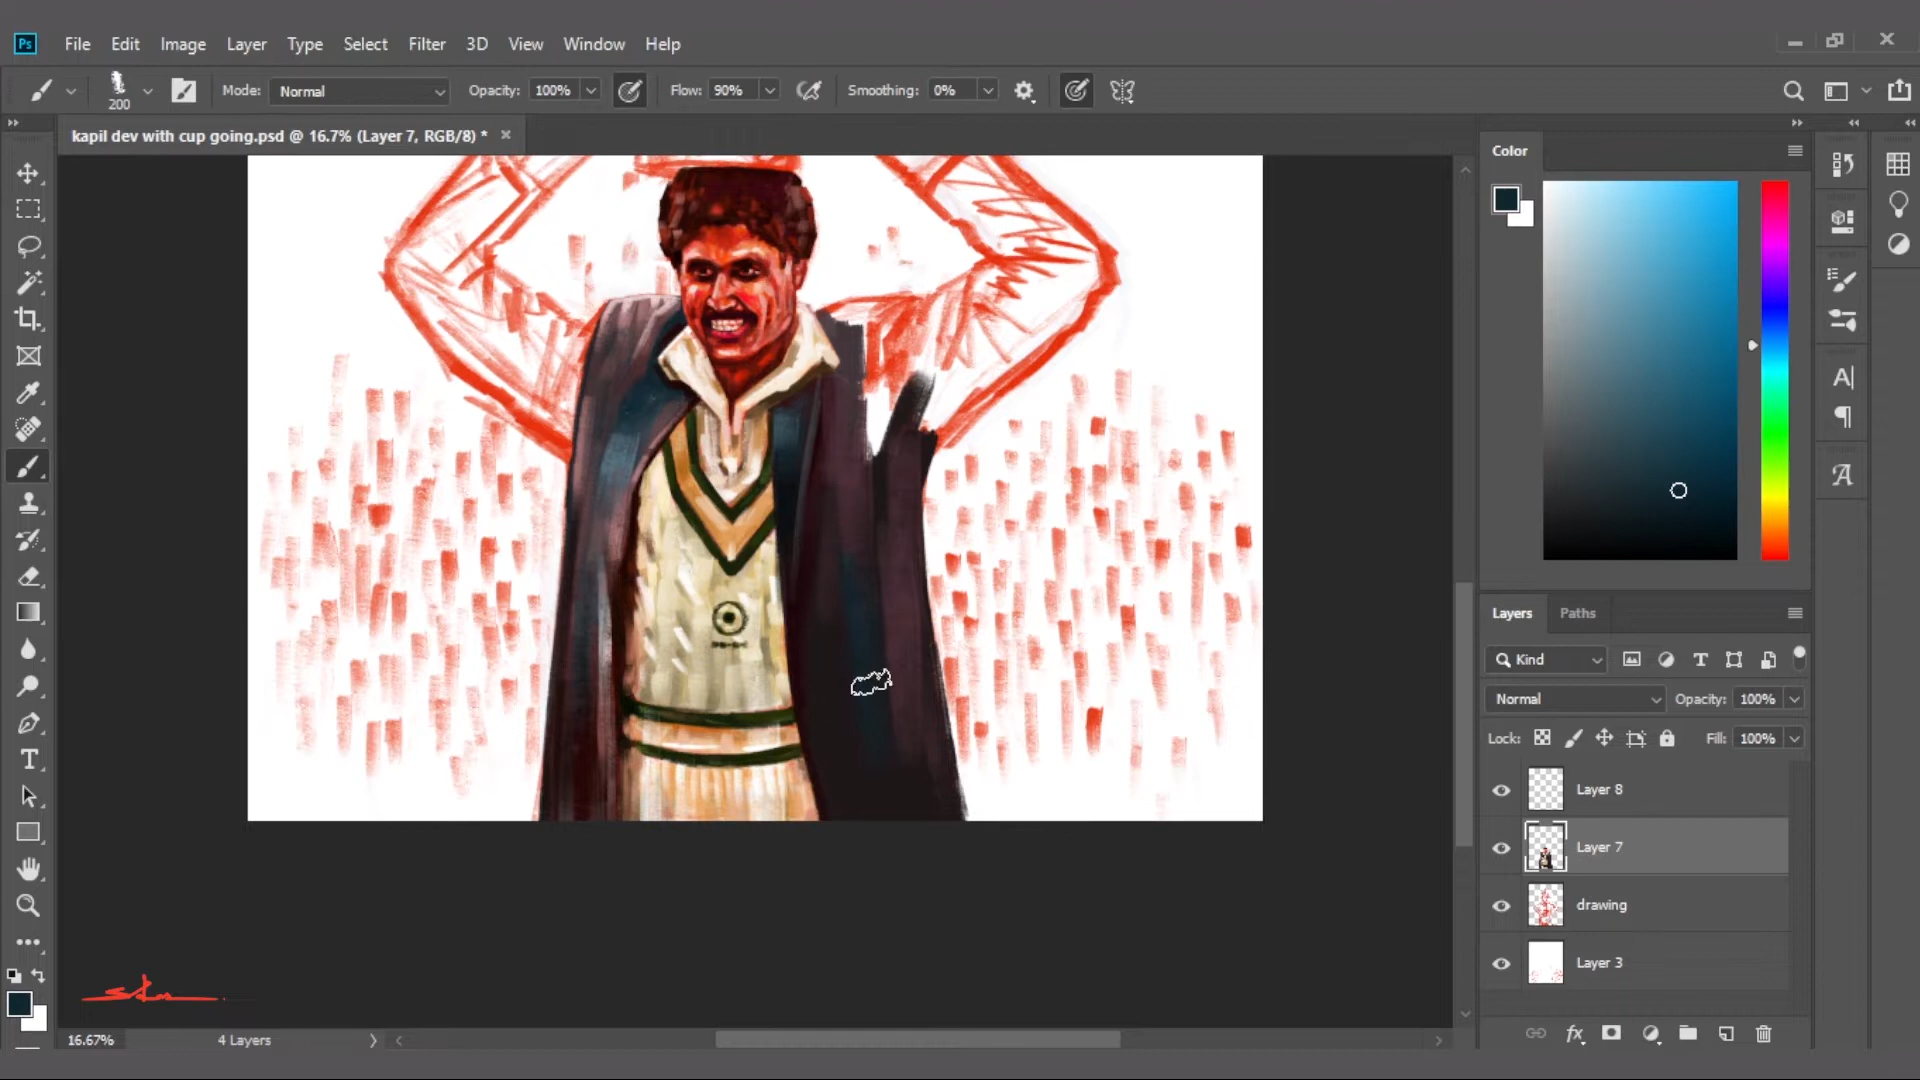 Ps File Edit Image Layer Type Select Filter 3D View Window Help
200 Mode: Normal Opacity: 100% Flow: 90% Smoothing: 0%
kapil dev with cup going.psd @ 16.7% (Layer 7, RGB/8) *
Color
Layers Paths
Kind
Normal Opacity: 100%
Lock: Fill: 100%
Layer 8
Layer 7
drawing
Layer 3
fx
16.67% 4 Layers